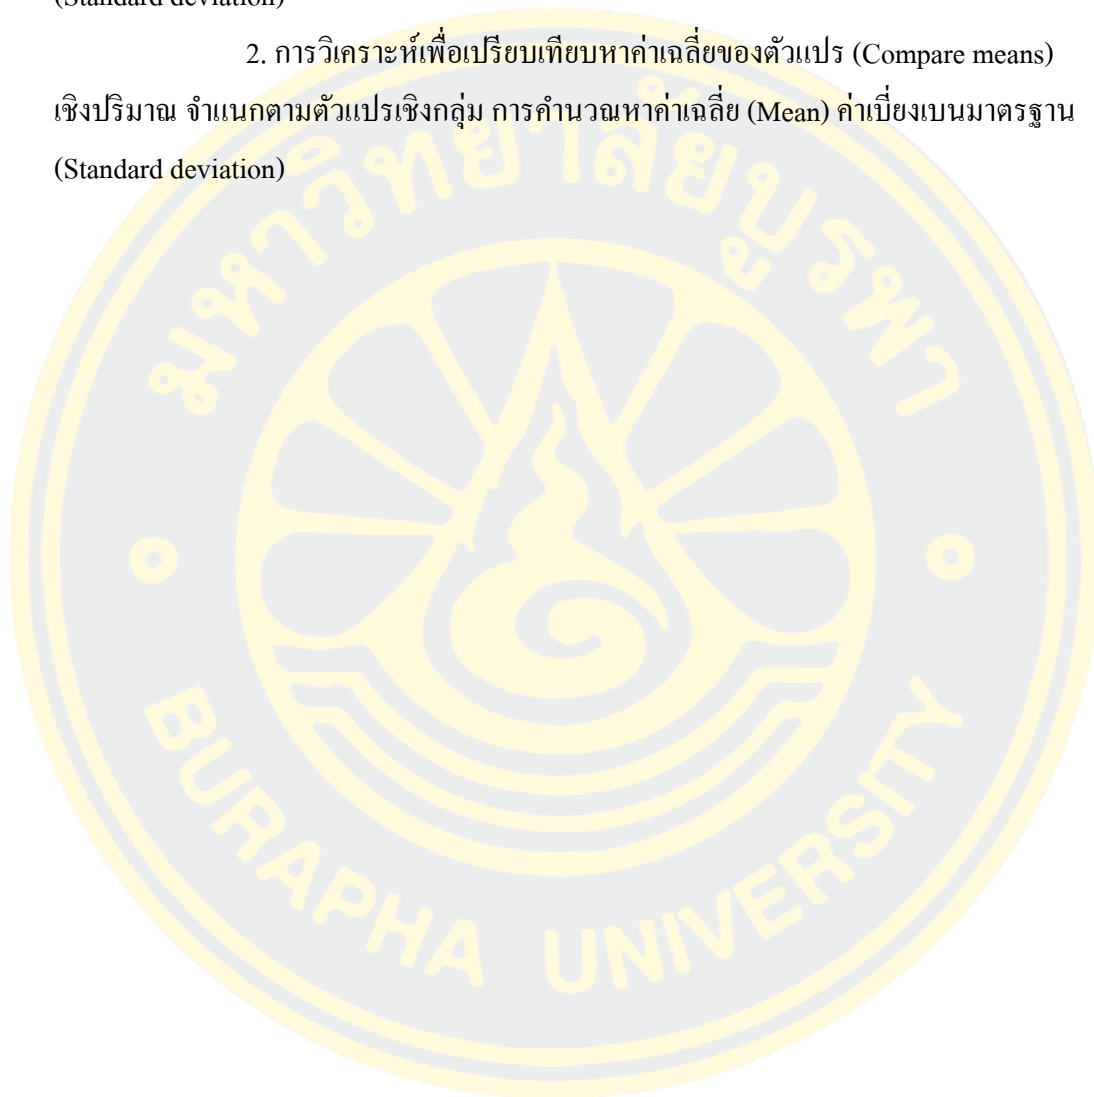 (Standard deviation)
2. การวิเคราะห์เพื่อเปรียบเทียบหาค่าเฉลี่ยของตัวแปร (Compare means)
เชิงปริมาณ จำแนกตามตัวแปรเชิงกลุ่ม การคำนวณหาค่าเฉลี่ย (Mean) ค่าเบี่ยงเบนมาตรฐาน
(Standard deviation)
มหาวิทยาลัยบูรพา
BURAPHA UNIVERSITY